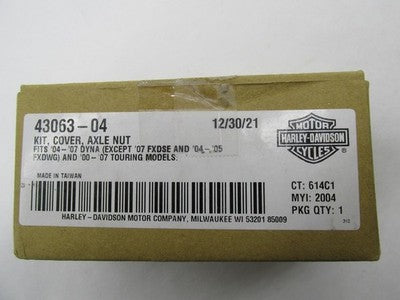 43063-04 12/30/21
KIT, COVER, AXLE NUT
FITS '04-'07 DYNA (EXCEPT '07 FXDSE AND '04-'05
FXDWG) AND '00-'07 TOURING MODELS.
MOTOR
HARLEY-DAVIDSON
CYCLES
MADE IN TAIWAN
CT: 614C1
MYI: 2004
PKG QTY: 1
HARLEY-DAVIDSON MOTOR COMPANY, MILWAUKEE WI 53201 85009